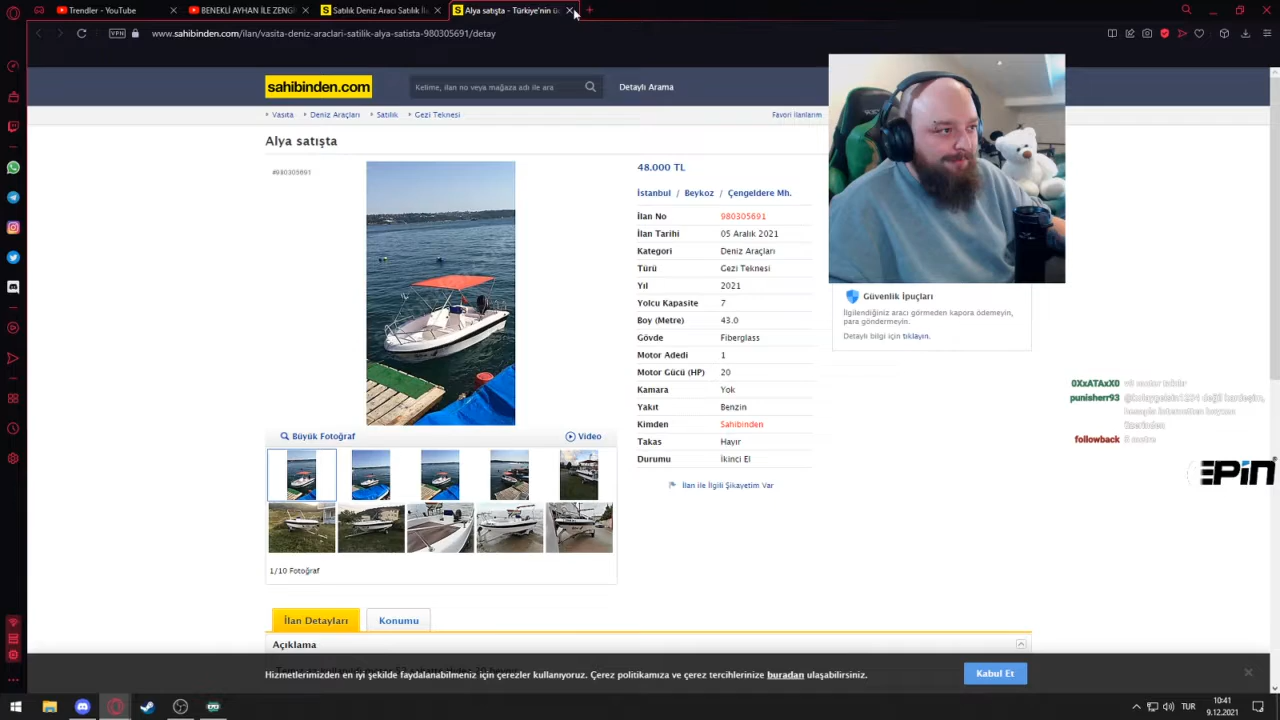 Trendler - YouTube
BENEKLİ AYHAN İLE ZENGİ
Satılık Deniz Aracı Satılık İla
Alya satışta - Türkiye'nin ü
VPN
www.sahibinden.com/ilan/vasita-deniz-araclari-satilik-alya-satista-980305691/detay
sahibinden.com
Kelime, ilan no veya mağaza adı ile ara
Detaylı Arama
Vasıta
Deniz Araçları
Satılık
Gezi Teknesi
Favori İlanlarım
Alya satışta
#980305691
48.000 TL
İstanbul / Beykoz / Çengeldere Mh.
İlan No 980305691
İlan Tarihi 05 Aralık 2021
Kategori Deniz Araçları
Türü Gezi Teknesi
Yıl 2021
Yolcu Kapasite 7
Boy (Metre) 43.0
Gövde Fiberglass
Motor Adedi 1
Motor Gücü (HP) 20
Kamara Yok
Yakıt Benzin
Kimden Sahibinden
Takas Hayır
Durumu İkinci El
İlan ile İlgili Şikayetim Var
Güvenlik İpuçları
İlgilendiğiniz aracı görmeden kapora ödemeyin,
para göndermeyin.
Detaylı bilgi için tıklayın.
0XxATAxX0
punisherr93
followback 8 metre
EPİN
Büyük Fotoğraf
Video
1/10 Fotoğraf
İlan Detayları
Konumu
Açıklama
Hizmetlerimizden en iyi şekilde faydalanabilmeniz için çerezler kullanıyoruz. Çerez politikamıza ve çerez tercihlerinize buradan ulaşabilirsiniz.
Kabul Et
TUR
10:41
9.12.2021